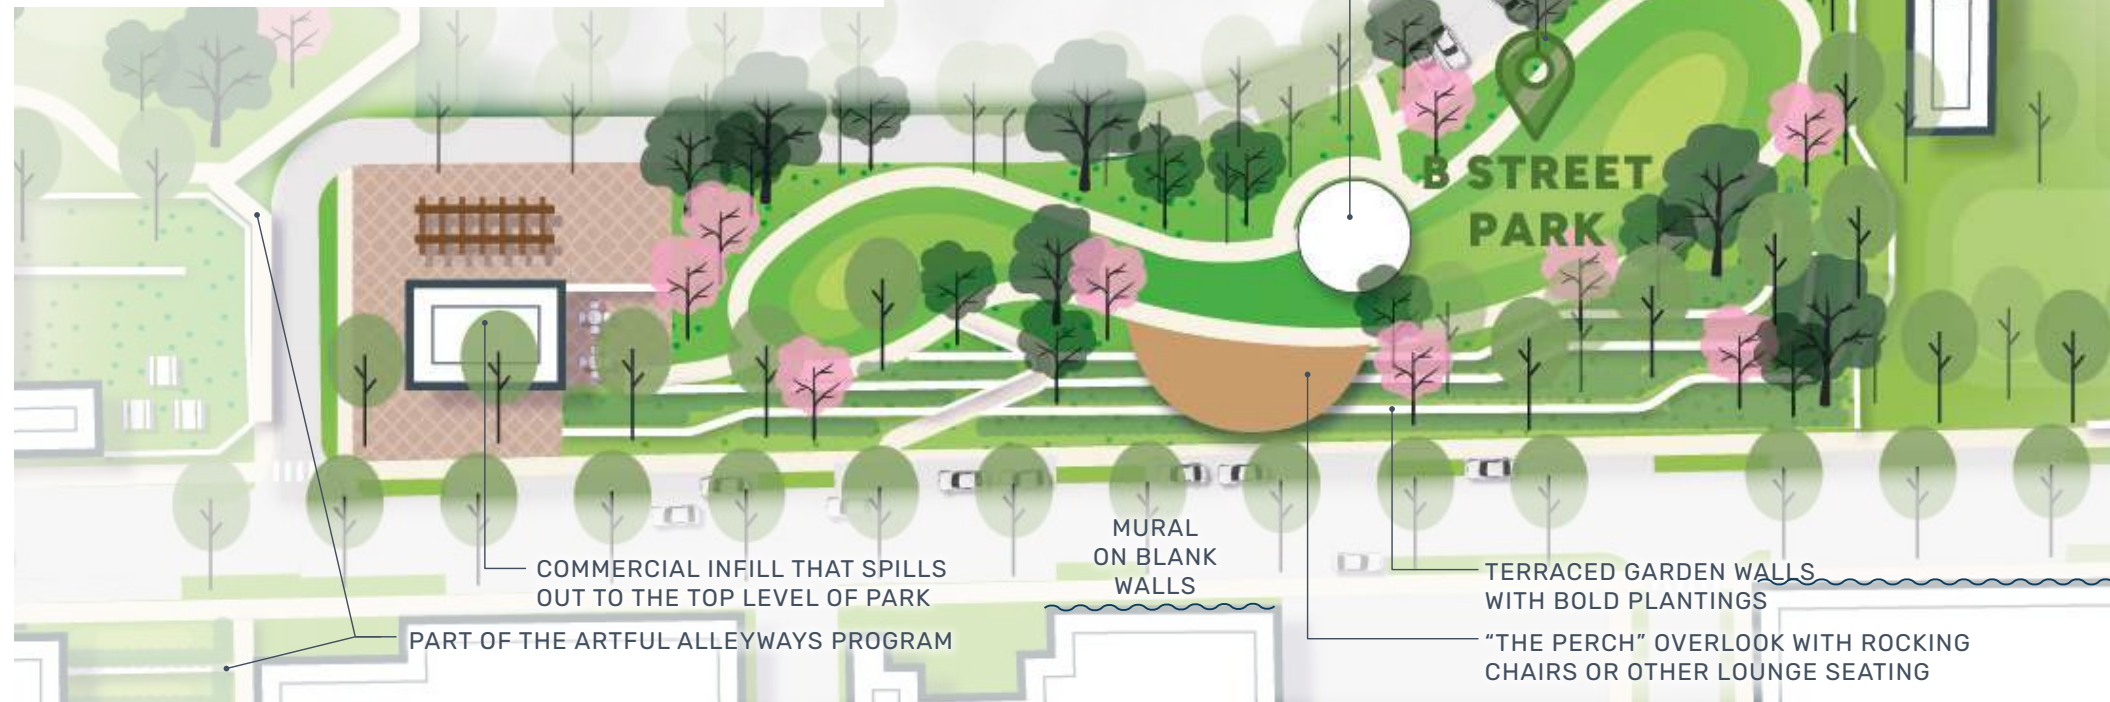 B STREET
PARK
MURAL
ON BLANK
WALLS
COMMERCIAL INFILL THAT SPILLS
OUT TO THE TOP LEVEL OF PARK
PART OF THE ARTFUL ALLEYWAYS PROGRAM
TERRACED GARDEN WALLS
WITH BOLD PLANTINGS
“THE PERCH” OVERLOOK WITH ROCKING
CHAIRS OR OTHER LOUNGE SEATING